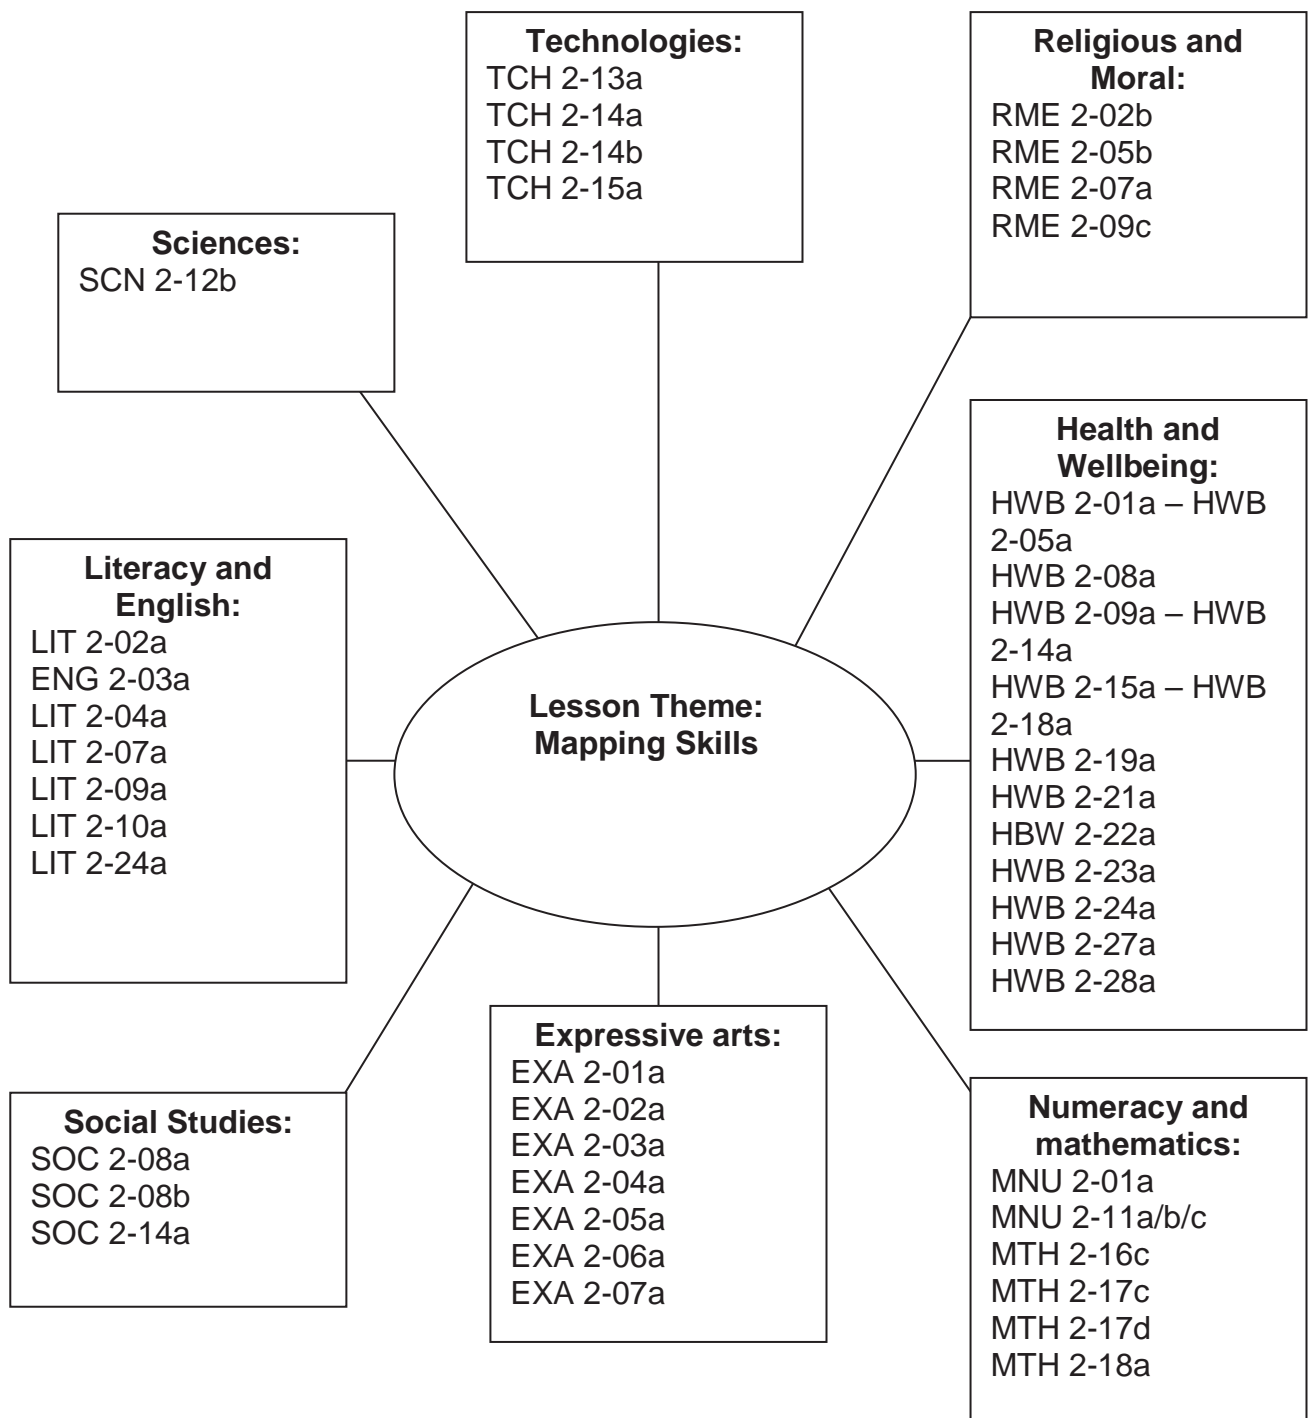 Technologies:
TCH 2-13a
TCH 2-14a
TCH 2-14b
TCH 2-15a
Religious and
Moral:
RME 2-02b
RME 2-05b
RME 2-07a
RME 2-09c
Sciences:
SCN 2-12b
Health and
Wellbeing:
HWB 2-01a – HWB
2-05a
HWB 2-08a
HWB 2-09a – HWB
2-14a
HWB 2-15a – HWB
2-18a
HWB 2-19a
HWB 2-21a
HBW 2-22a
HWB 2-23a
HWB 2-24a
HWB 2-27a
HWB 2-28a
Literacy and
English:
LIT 2-02a
ENG 2-03a
LIT 2-04a
LIT 2-07a
LIT 2-09a
LIT 2-10a
LIT 2-24a
Lesson Theme:
Mapping Skills
Social Studies:
SOC 2-08a
SOC 2-08b
SOC 2-14a
Expressive arts:
EXA 2-01a
EXA 2-02a
EXA 2-03a
EXA 2-04a
EXA 2-05a
EXA 2-06a
EXA 2-07a
Numeracy and
mathematics:
MNU 2-01a
MNU 2-11a/b/c
MTH 2-16c
MTH 2-17c
MTH 2-17d
MTH 2-18a